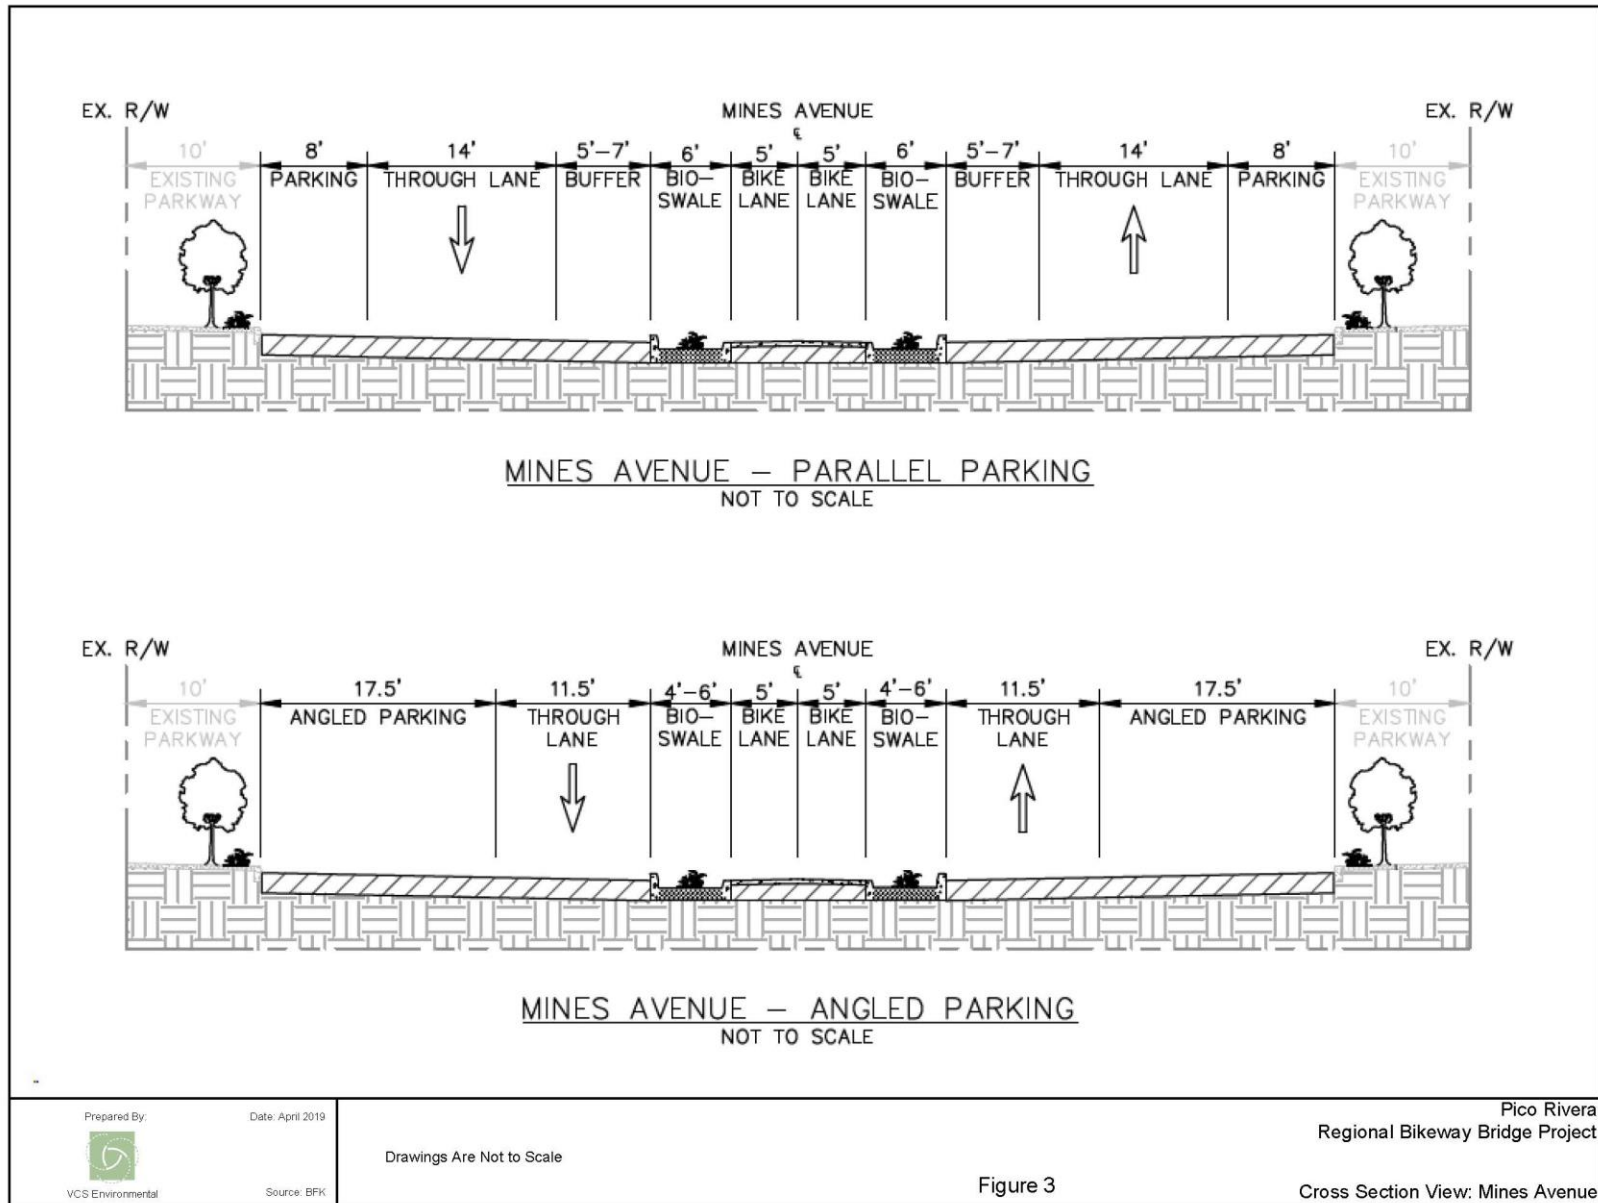 EX. R/W MINES AVENUE EX. R/W
℄
10' 8' 14' 5'-7' 6' 5' 5' 6' 5'-7' 14' 8' 10'
EXISTING PARKING THROUGH LANE BUFFER BIO- BIKE BIKE BIO- BUFFER THROUGH LANE PARKING EXISTING
PARKWAY SWALE LANE LANE SWALE PARKWAY
MINES AVENUE – PARALLEL PARKING
NOT TO SCALE
EX. R/W MINES AVENUE EX. R/W
℄
10' 17.5' 11.5' 4'-6' 5' 5' 4'-6' 11.5' 17.5' 10'
EXISTING ANGLED PARKING THROUGH BIO- BIKE BIKE BIO- THROUGH ANGLED PARKING EXISTING
PARKWAY LANE SWALE LANE LANE SWALE LANE PARKWAY
MINES AVENUE – ANGLED PARKING
NOT TO SCALE
Prepared By: Date: April 2019
VCS Environmental Source: BFK
Drawings Are Not to Scale
Figure 3
Pico Rivera
Regional Bikeway Bridge Project
Cross Section View: Mines Avenue